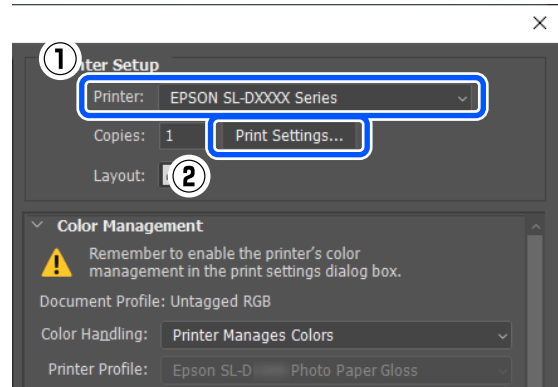 ①
ter Setup
Printer: EPSON SL-DXXXX Series
Copies: 1 Print Settings...
Layout: ②
Color Management
Remember to enable the printer's color
management in the print settings dialog box.
Document Profile: Untagged RGB
Color Handling: Printer Manages Colors
Printer Profile: Epson SL-D Photo Paper Gloss